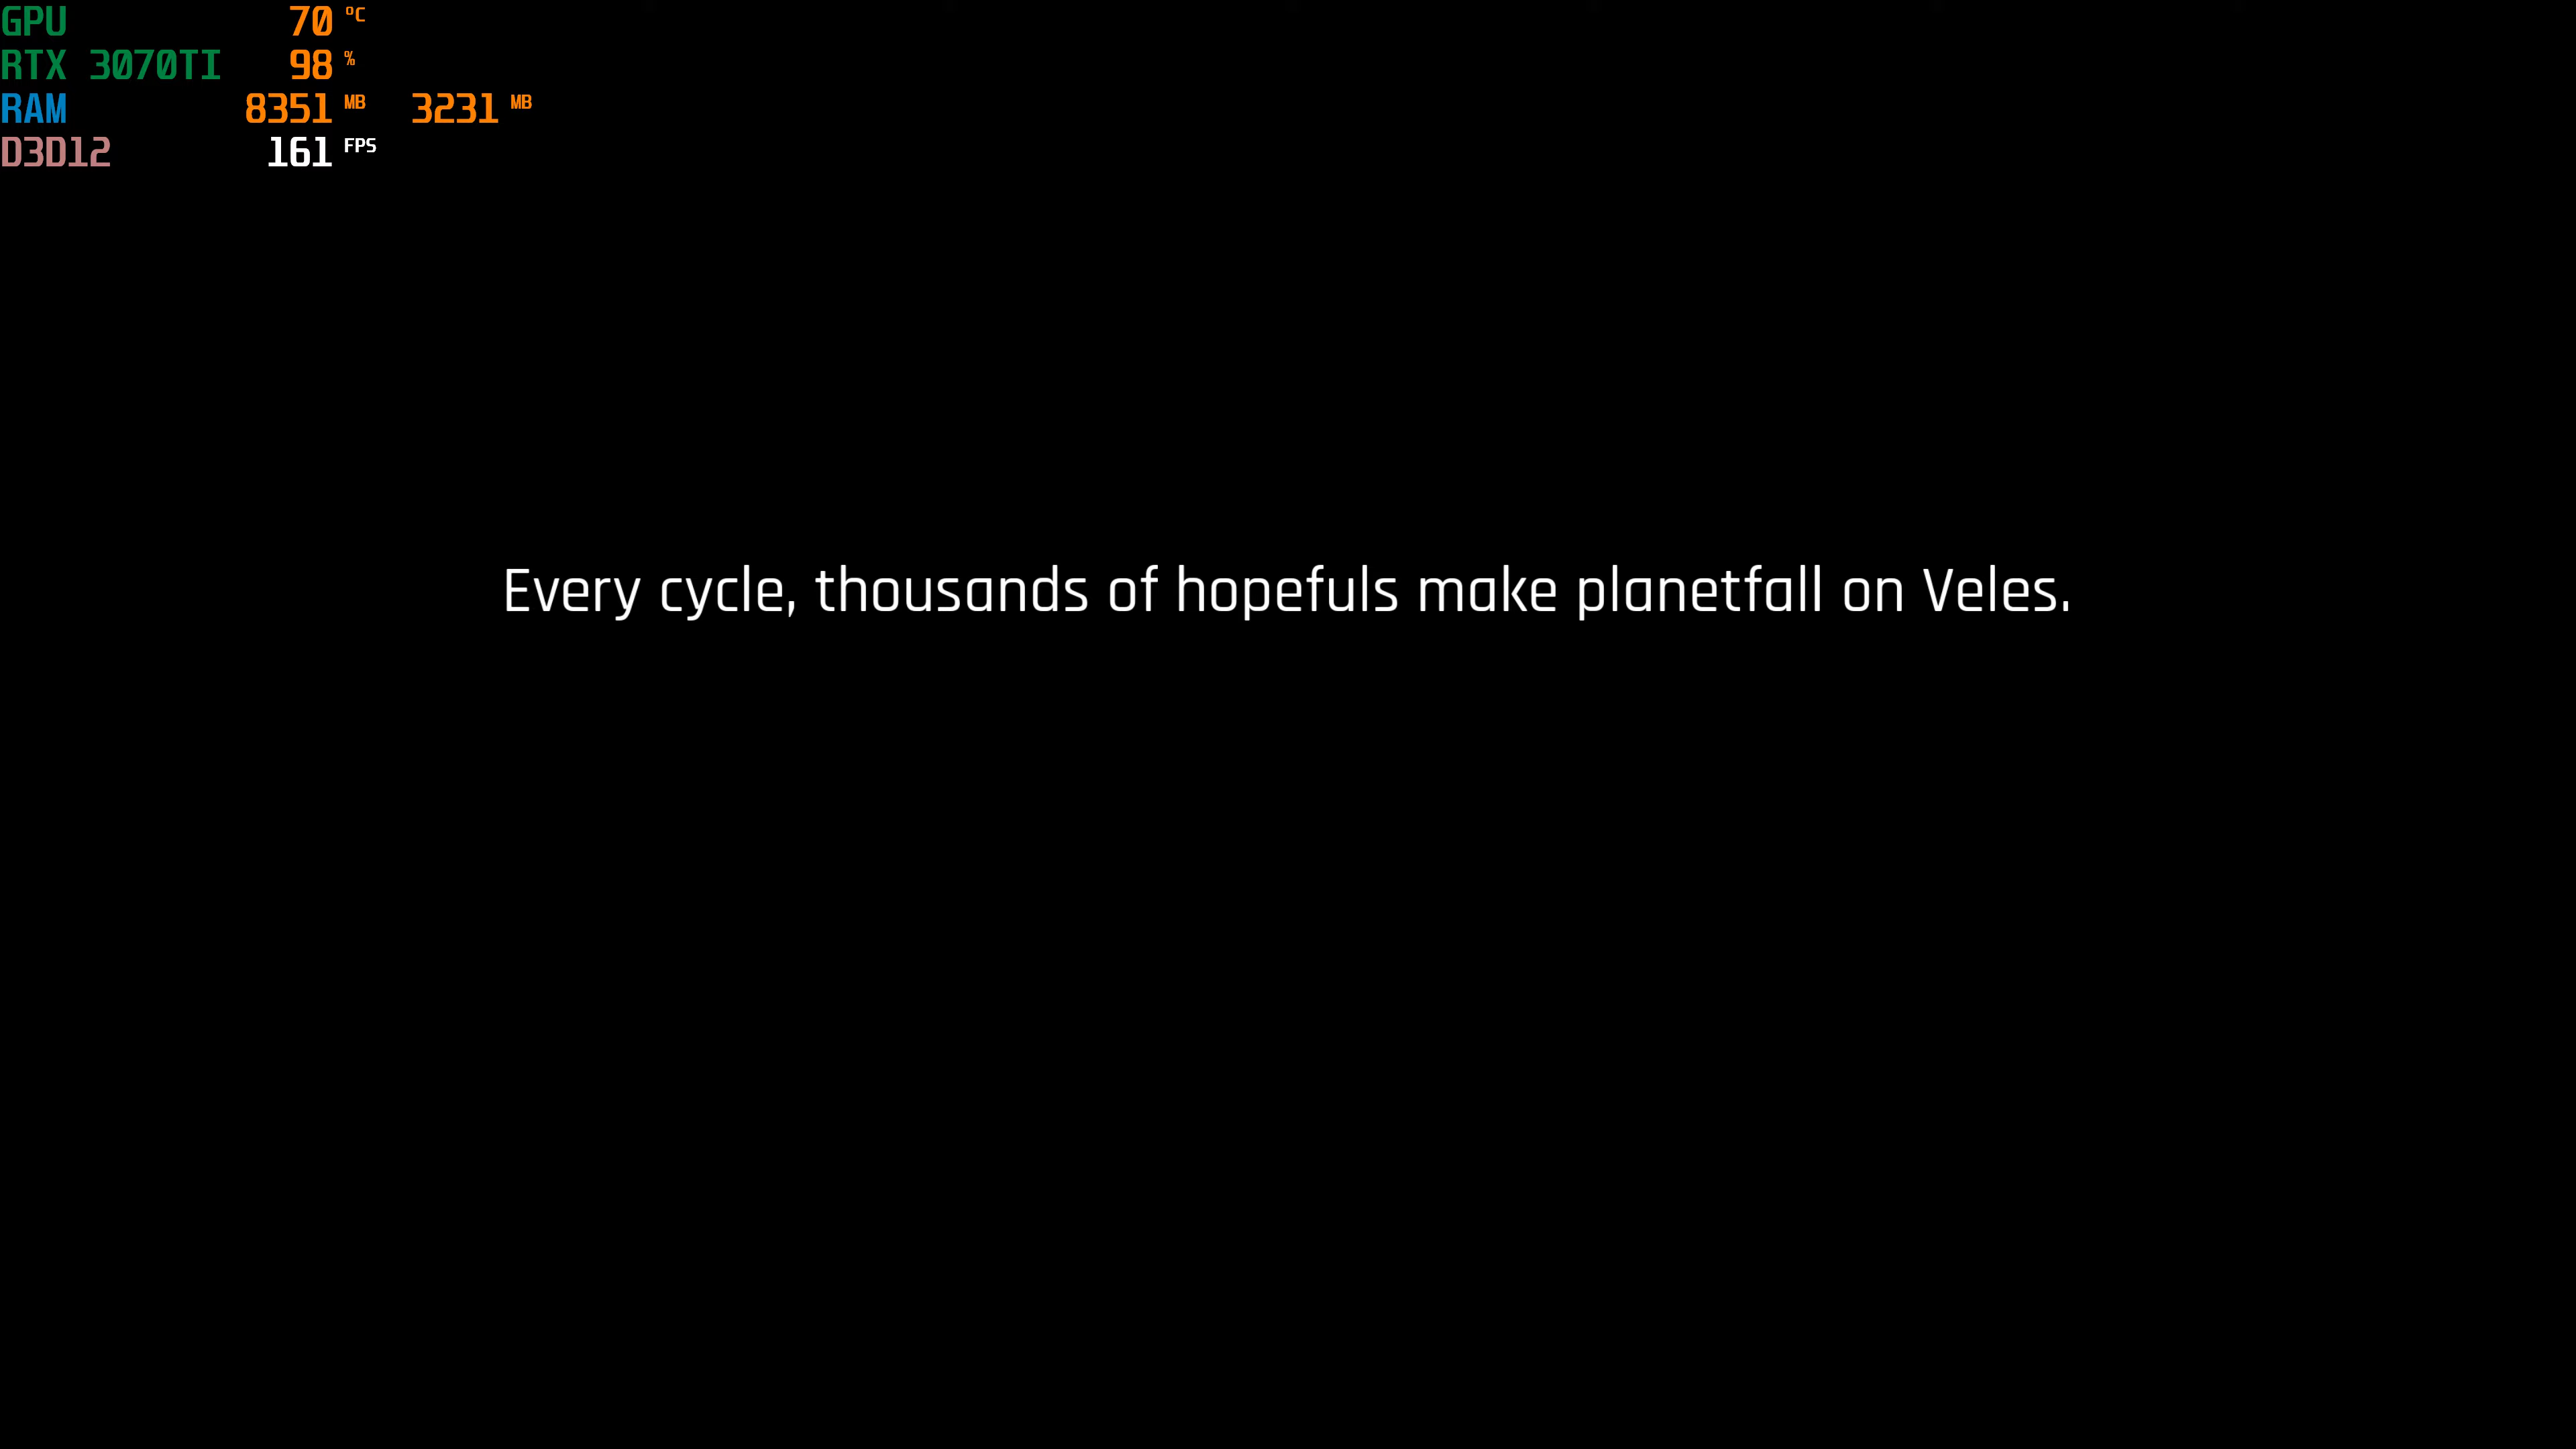 GPU 70 °C
RTX 3070TI 98 %
RAM 8351 MB 3231 MB
D3D12 161 FPS
Every cycle, thousands of hopefuls make planetfall on Veles.